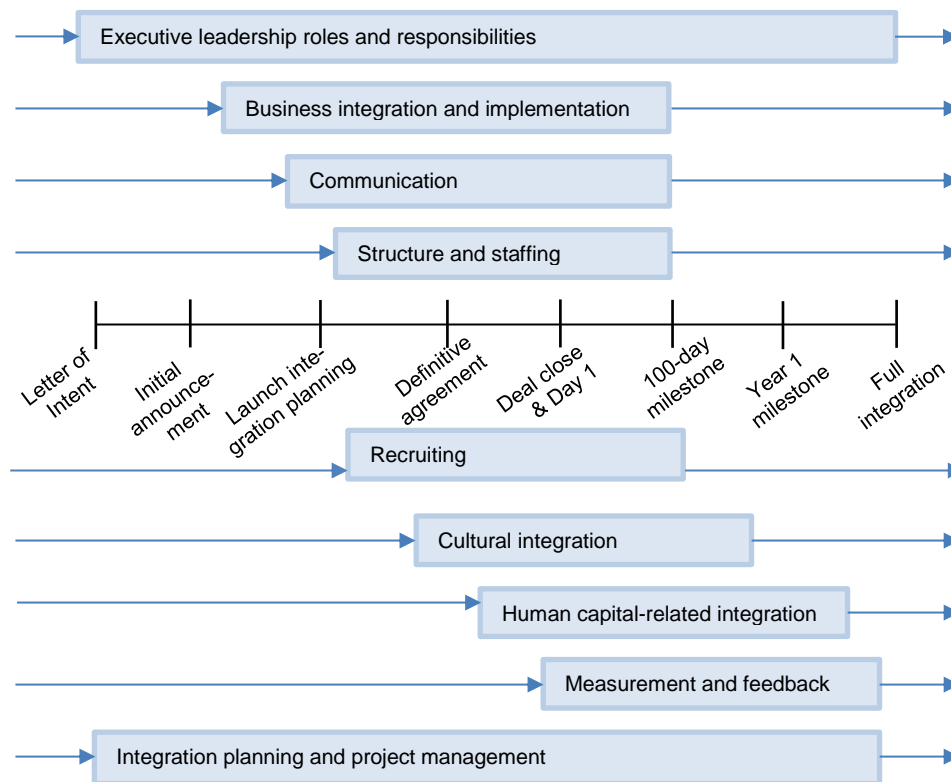 Executive leadership roles and responsibilities
Business integration and implementation
Communication
Structure and staffing
Letter of
Intent
Initial
announce-
ment
Launch inte-
gration planning
Definitive
agreement
Deal close
& Day 1
100-day
milestone
Year 1
milestone
Full
integration
Recruiting
Cultural integration
Human capital-related integration
Measurement and feedback
Integration planning and project management